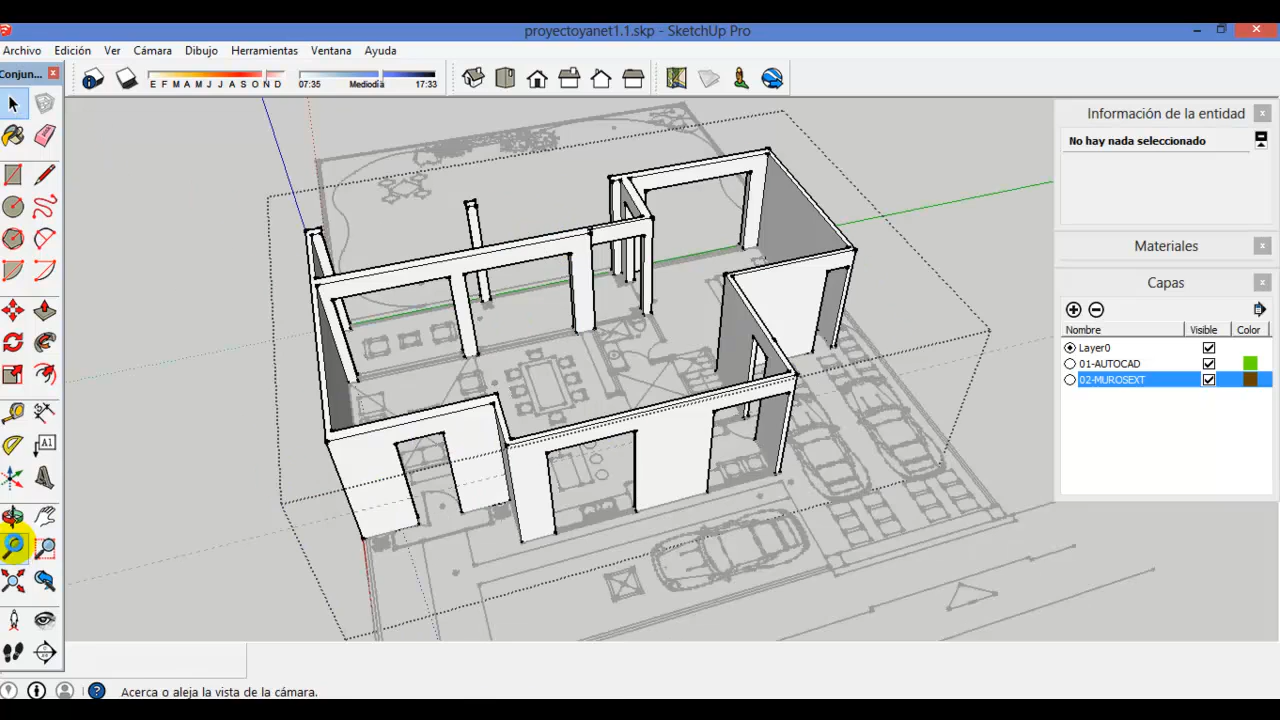 proyectoyanet1.1.skp - SketchUp Pro
Archivo Edición Ver Cámara Dibujo Herramientas Ventana Ayuda
Conjun...
E F M A M J J A S O N D
07:35 Mediodía 17:33
Información de la entidad
No hay nada seleccionado
Materiales
Capas
Nombre Visible Color
Layer0
01-AUTOCAD
02-MUROSEXT
A1
Acerca o aleja la vista de la cámara.